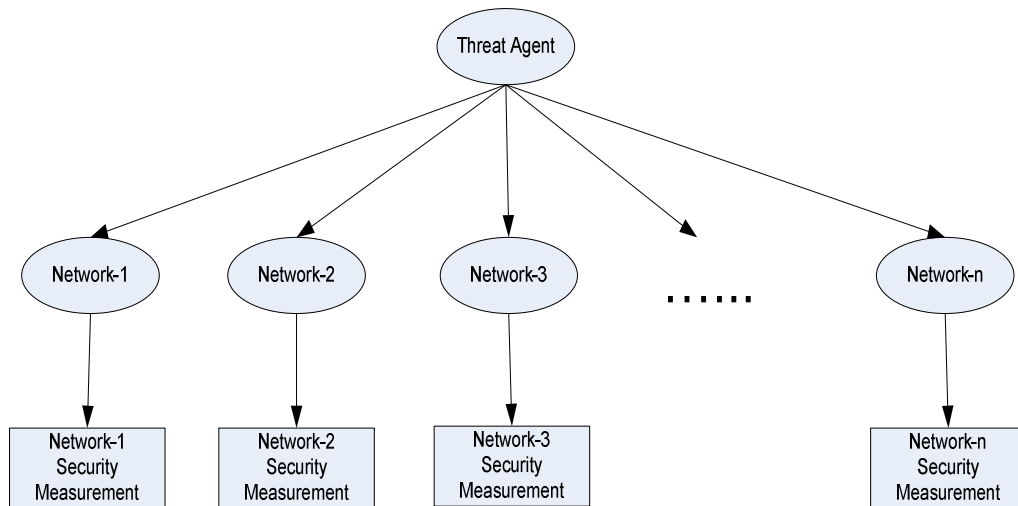 Threat Agent
Network-1
Network-2
Network-3
.......
Network-n
Network-1
Security
Measurement
Network-2
Security
Measurement
Network-3
Security
Measurement
Network-n
Security
Measurement